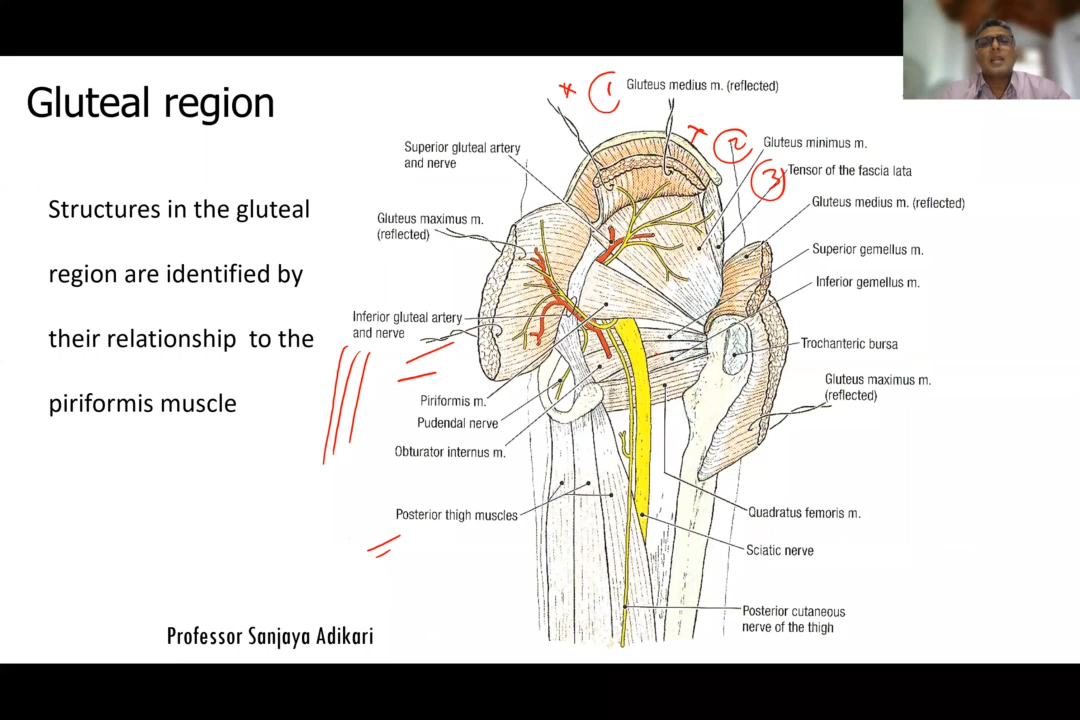 Gluteal region
Structures in the gluteal
region are identified by
their relationship to the
piriformis muscle
Professor Sanjaya Adikari
1
Gluteus medius m. (reflected)
2
Gluteus minimus m.
3
Tensor of the fascia lata
Gluteus medius m. (reflected)
Superior gemellus m.
Inferior gemellus m.
Trochanteric bursa
Gluteus maximus m.
(reflected)
Quadratus femoris m.
Sciatic nerve
Posterior cutaneous
nerve of the thigh
Superior gluteal artery
and nerve
Gluteus maximus m.
(reflected)
Inferior gluteal artery
and nerve
Piriformis m.
Pudendal nerve
Obturator internus m.
Posterior thigh muscles